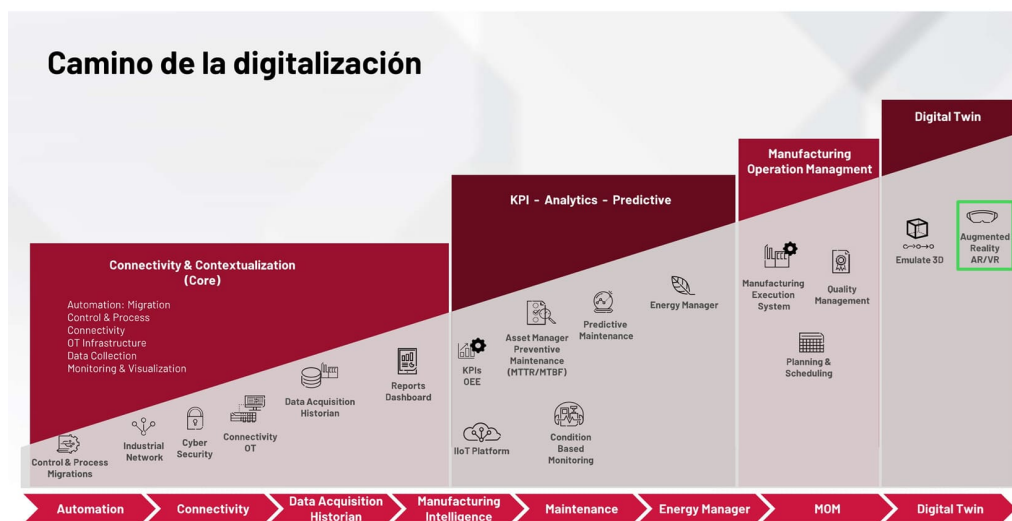 Camino de la digitalización
Digital Twin
Manufacturing
Operation Managment
KPI - Analytics - Predictive
Connectivity & Contextualization
(Core)
Automation: Migration
Control & Process
Connectivity
OT Infrastructure
Data Collection
Monitoring & Visualization
Control & Process
Migrations
Industrial
Network
Cyber
Security
Connectivity
OT
Data Acquisition
Historian
Reports
Dashboard
KPIs
OEE
IIoT Platform
Asset Manager
Preventive
Maintenance
(MTTR/MTBF)
Condition
Based
Monitoring
Predictive
Maintenance
Energy Manager
Manufacturing
Execution
System
Quality
Management
Planning &
Scheduling
Emulate 3D
Augmented
Reality
AR/VR
Automation
Connectivity
Data Acquisition
Historian
Manufacturing
Intelligence
Maintenance
Energy Manager
MOM
Digital Twin